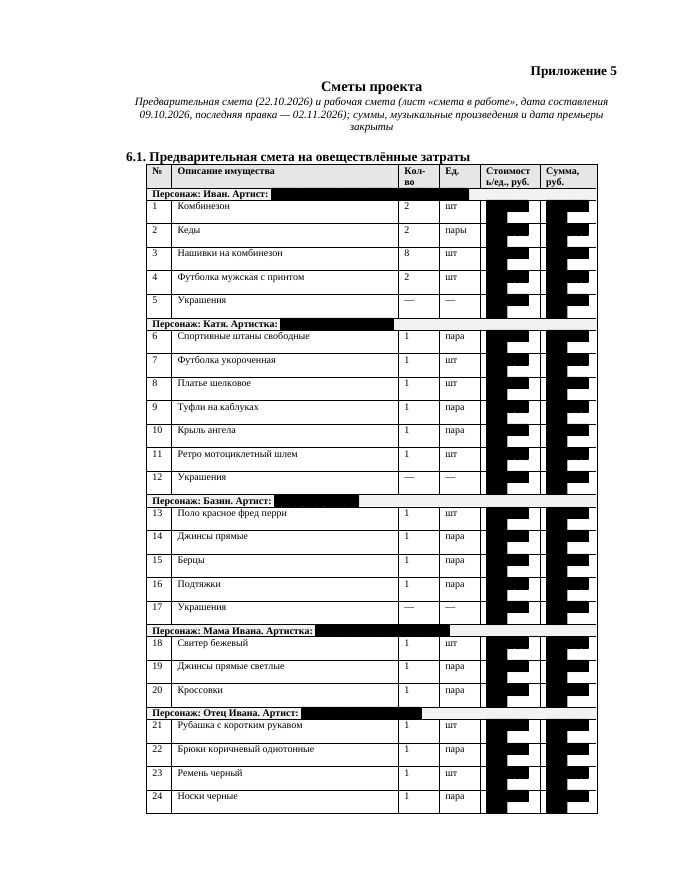 Приложение 5
Сметы проекта
Предварительная смета (22.10.2026) и рабочая смета (лист «смета в работе», дата составления
09.10.2026, последняя правка — 02.11.2026); суммы, музыкальные произведения и дата премьеры
закрыты
6.1. Предварительная смета на овеществлённые затраты
№ Описание имущества Кол- Ед. Стоимост Сумма,
во ь/ед., руб. руб.
Персонаж: Иван. Артист:
1 Комбинезон 2 шт
2 Кеды 2 пары
3 Нашивки на комбинезон 8 шт
4 Футболка мужская с принтом 2 шт
5 Украшения — —
Персонаж: Катя. Артистка:
6 Спортивные штаны свободные 1 пара
7 Футболка укороченная 1 шт
8 Платье шелковое 1 шт
9 Туфли на каблуках 1 пара
10 Крыль ангела 1 пара
11 Ретро мотоциклетный шлем 1 шт
12 Украшения — —
Персонаж: Базин. Артист:
13 Поло красное фред перри 1 шт
14 Джинсы прямые 1 пара
15 Берцы 1 пара
16 Подтяжки 1 пара
17 Украшения — —
Персонаж: Мама Ивана. Артистка:
18 Свитер бежевый 1 шт
19 Джинсы прямые светлые 1 пара
20 Кроссовки 1 пара
Персонаж: Отец Ивана. Артист:
21 Рубашка с коротким рукавом 1 шт
22 Брюки коричневый однотонные 1 пара
23 Ремень черный 1 шт
24 Носки черные 1 пара